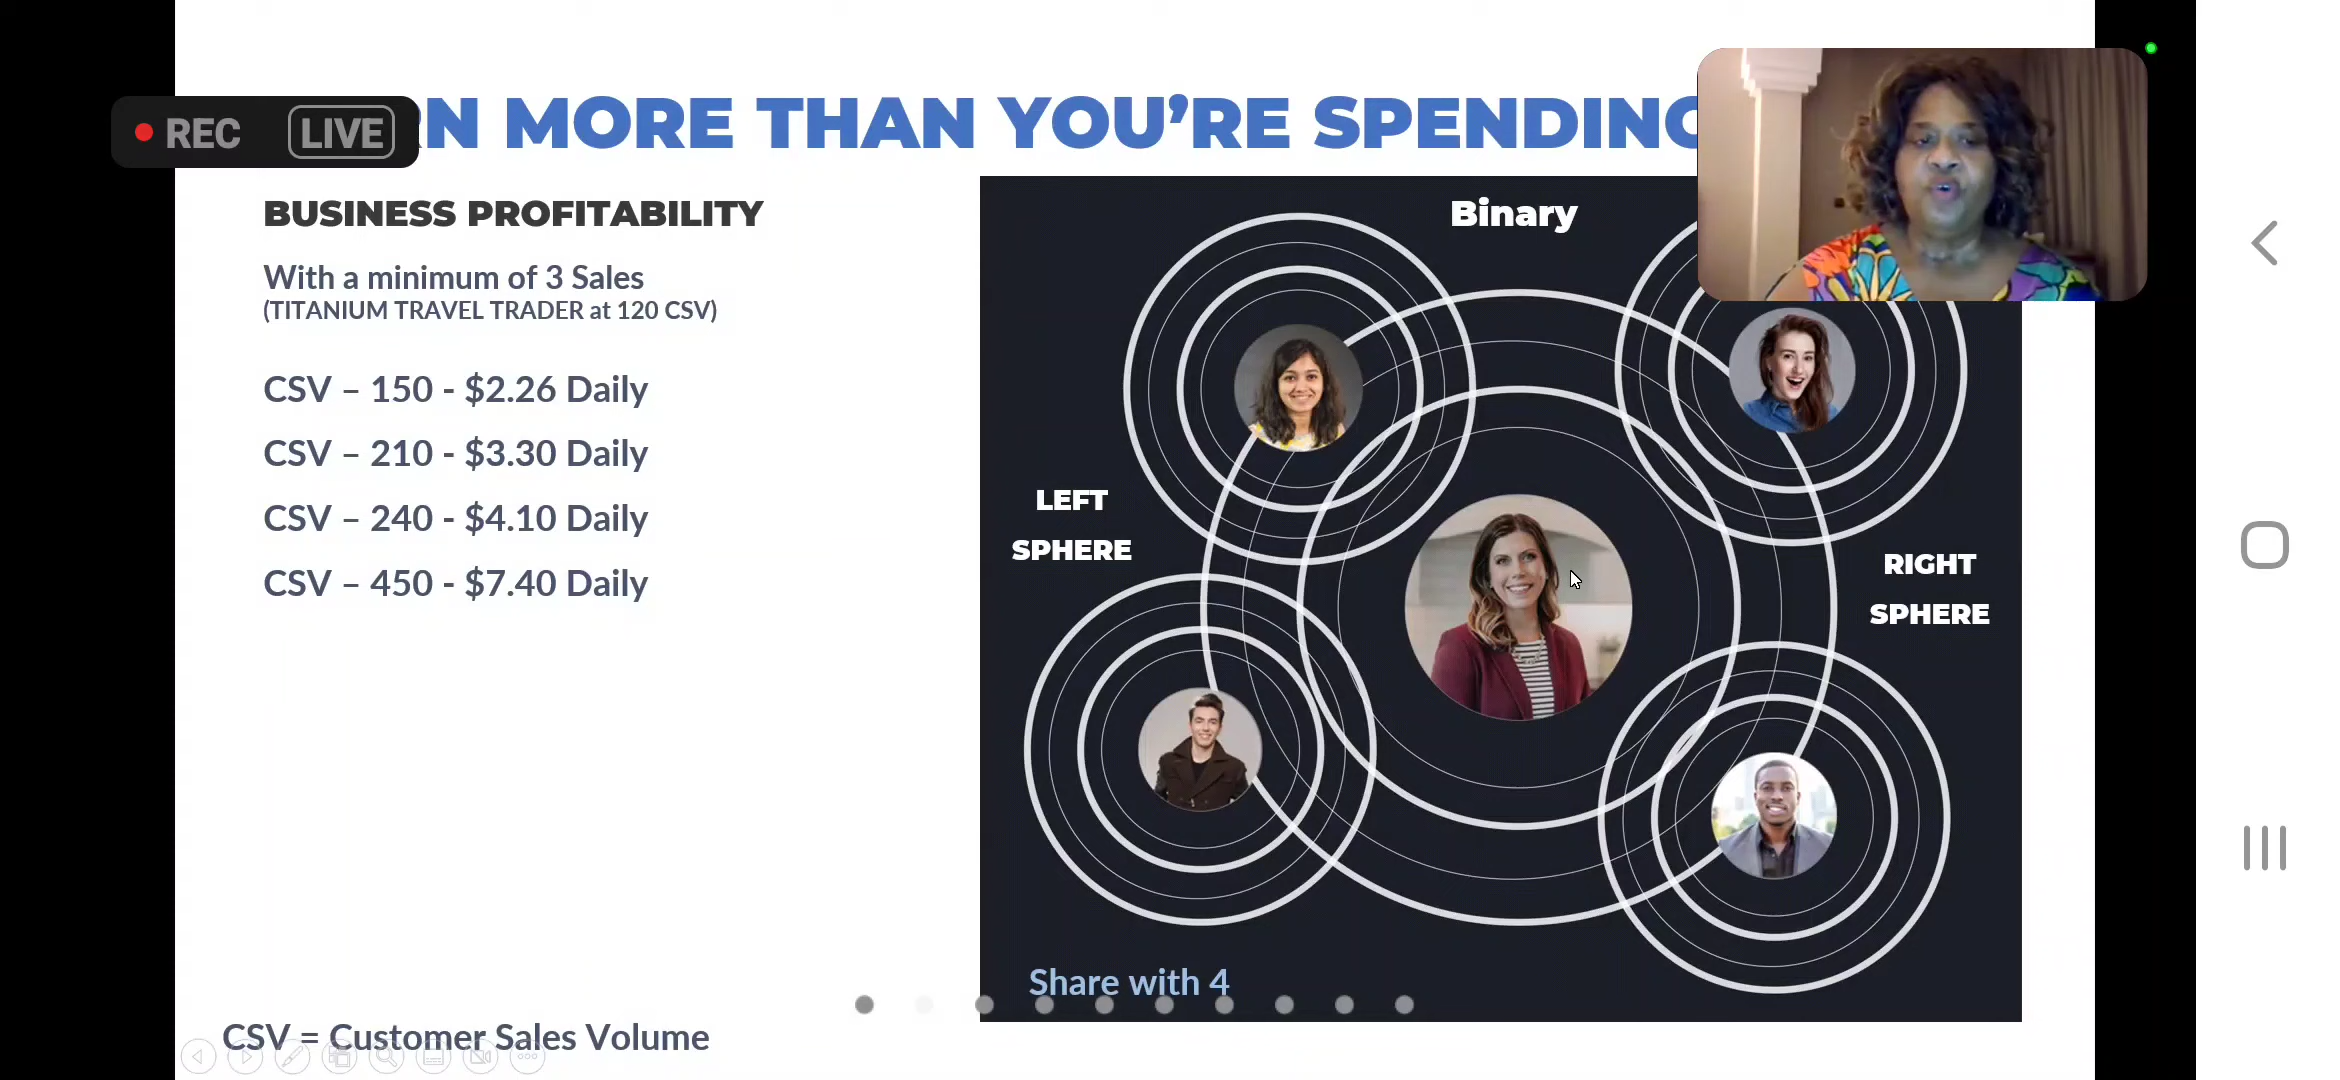 REC LIVE
RN MORE THAN YOU’RE SPENDING
BUSINESS PROFITABILITY
With a minimum of 3 Sales
(TITANIUM TRAVEL TRADER at 120 CSV)
CSV – 150 - $2.26 Daily
CSV – 210 - $3.30 Daily
CSV – 240 - $4.10 Daily
CSV – 450 - $7.40 Daily
Binary
LEFT
SPHERE
RIGHT
SPHERE
Share with 4
CSV = Customer Sales Volume